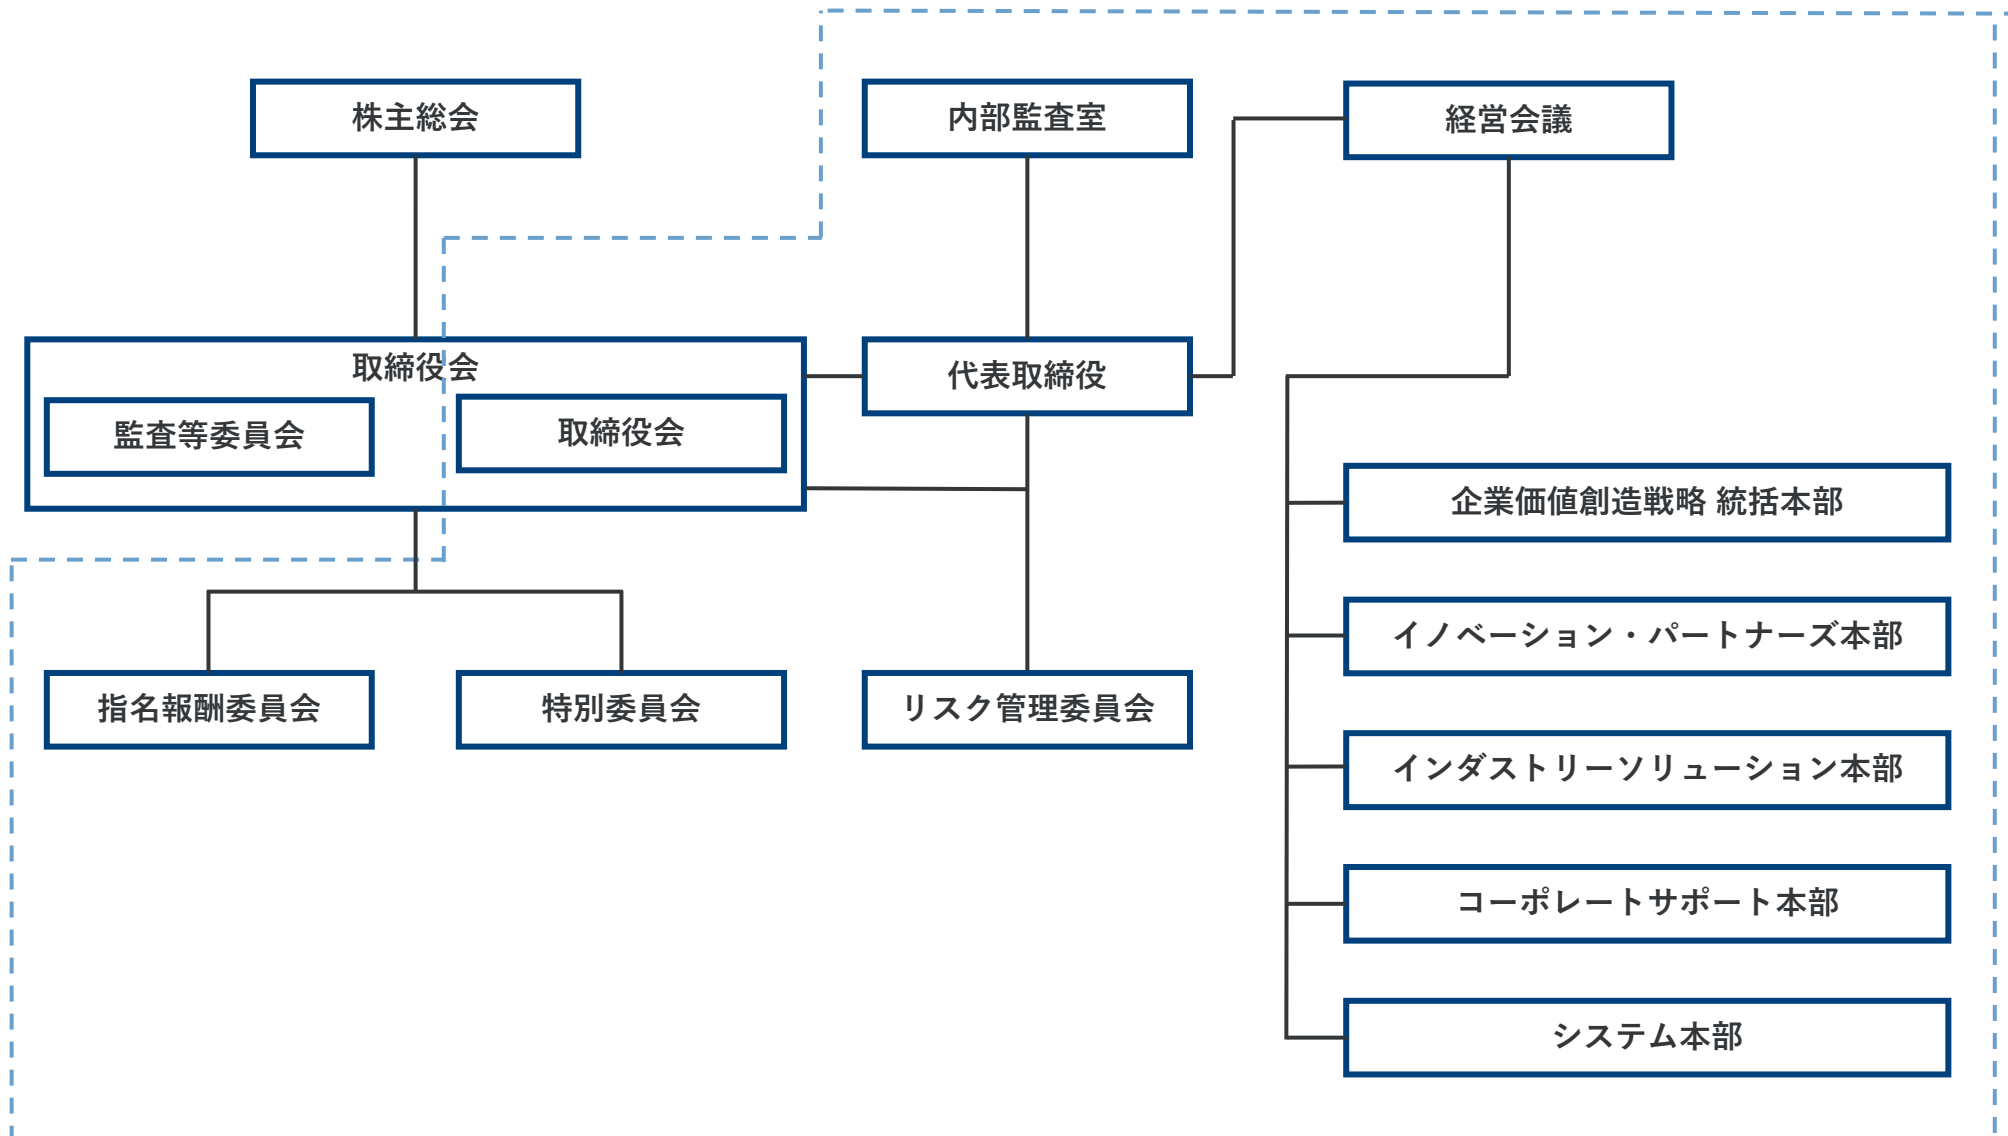 株主総会
内部監査室
経営会議
取締役会
監査等委員会
取締役会
代表取締役
企業価値創造戦略 統括本部
イノベーション・パートナーズ本部
指名報酬委員会
特別委員会
リスク管理委員会
インダストリーソリューション本部
コーポレートサポート本部
システム本部